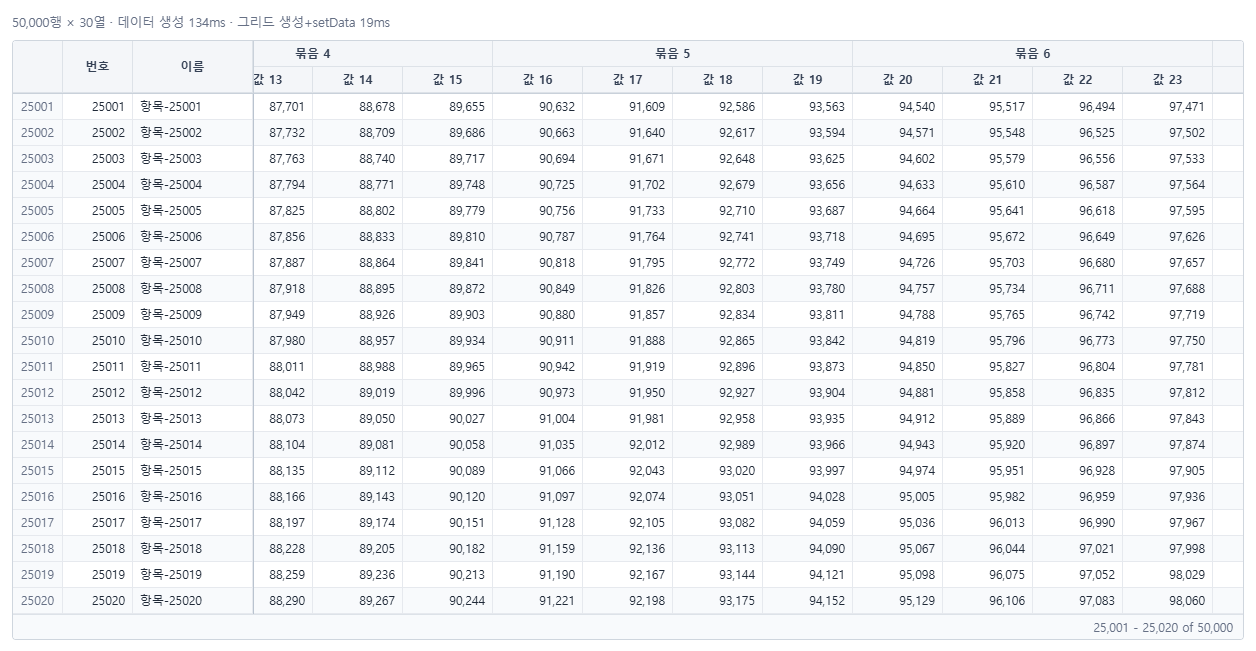 50,000행 × 30열 · 데이터 생성 134ms · 그리드 생성+setData 19ms
번호 이름 묶음 4 묶음 5 묶음 6
값 13 값 14 값 15 값 16 값 17 값 18 값 19 값 20 값 21 값 22 값 23
25001 25001 항목-25001 87,701 88,678 89,655 90,632 91,609 92,586 93,563 94,540 95,517 96,494 97,471
25002 25002 항목-25002 87,732 88,709 89,686 90,663 91,640 92,617 93,594 94,571 95,548 96,525 97,502
25003 25003 항목-25003 87,763 88,740 89,717 90,694 91,671 92,648 93,625 94,602 95,579 96,556 97,533
25004 25004 항목-25004 87,794 88,771 89,748 90,725 91,702 92,679 93,656 94,633 95,610 96,587 97,564
25005 25005 항목-25005 87,825 88,802 89,779 90,756 91,733 92,710 93,687 94,664 95,641 96,618 97,595
25006 25006 항목-25006 87,856 88,833 89,810 90,787 91,764 92,741 93,718 94,695 95,672 96,649 97,626
25007 25007 항목-25007 87,887 88,864 89,841 90,818 91,795 92,772 93,749 94,726 95,703 96,680 97,657
25008 25008 항목-25008 87,918 88,895 89,872 90,849 91,826 92,803 93,780 94,757 95,734 96,711 97,688
25009 25009 항목-25009 87,949 88,926 89,903 90,880 91,857 92,834 93,811 94,788 95,765 96,742 97,719
25010 25010 항목-25010 87,980 88,957 89,934 90,911 91,888 92,865 93,842 94,819 95,796 96,773 97,750
25011 25011 항목-25011 88,011 88,988 89,965 90,942 91,919 92,896 93,873 94,850 95,827 96,804 97,781
25012 25012 항목-25012 88,042 89,019 89,996 90,973 91,950 92,927 93,904 94,881 95,858 96,835 97,812
25013 25013 항목-25013 88,073 89,050 90,027 91,004 91,981 92,958 93,935 94,912 95,889 96,866 97,843
25014 25014 항목-25014 88,104 89,081 90,058 91,035 92,012 92,989 93,966 94,943 95,920 96,897 97,874
25015 25015 항목-25015 88,135 89,112 90,089 91,066 92,043 93,020 93,997 94,974 95,951 96,928 97,905
25016 25016 항목-25016 88,166 89,143 90,120 91,097 92,074 93,051 94,028 95,005 95,982 96,959 97,936
25017 25017 항목-25017 88,197 89,174 90,151 91,128 92,105 93,082 94,059 95,036 96,013 96,990 97,967
25018 25018 항목-25018 88,228 89,205 90,182 91,159 92,136 93,113 94,090 95,067 96,044 97,021 97,998
25019 25019 항목-25019 88,259 89,236 90,213 91,190 92,167 93,144 94,121 95,098 96,075 97,052 98,029
25020 25020 항목-25020 88,290 89,267 90,244 91,221 92,198 93,175 94,152 95,129 96,106 97,083 98,060
25,001 - 25,020 of 50,000